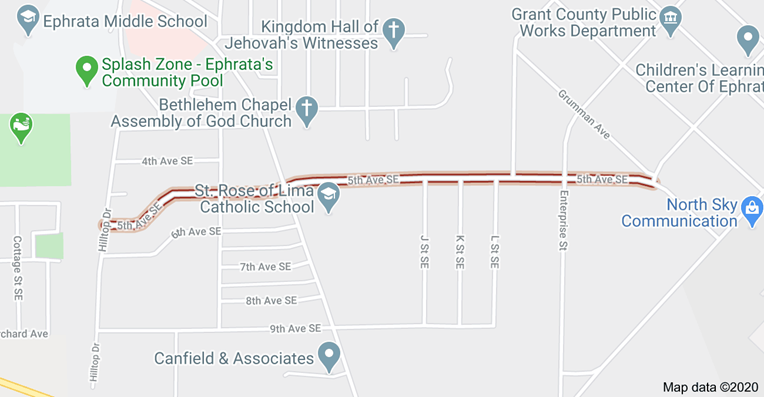 Ephrata Middle School
Kingdom Hall of
Jehovah's Witnesses
Grant County Public
Works Department
Splash Zone - Ephrata's
Community Pool
Children's Learnin
Center Of Ephrat
Bethlehem Chapel
Assembly of God Church
Grumman Ave
4th Ave SE
5th Ave SE
5th Ave SE
St. Rose of Lima
Catholic School
North Sky
Communication
5th Ave SE
Hilltop Dr
6th Ave SE
Enterprise St
Cottage St SE
J St SE
K St SE
L St SE
7th Ave SE
8th Ave SE
9th Ave SE
rchard Ave
Hilltop Dr
Canfield & Associates
Map data ©2020